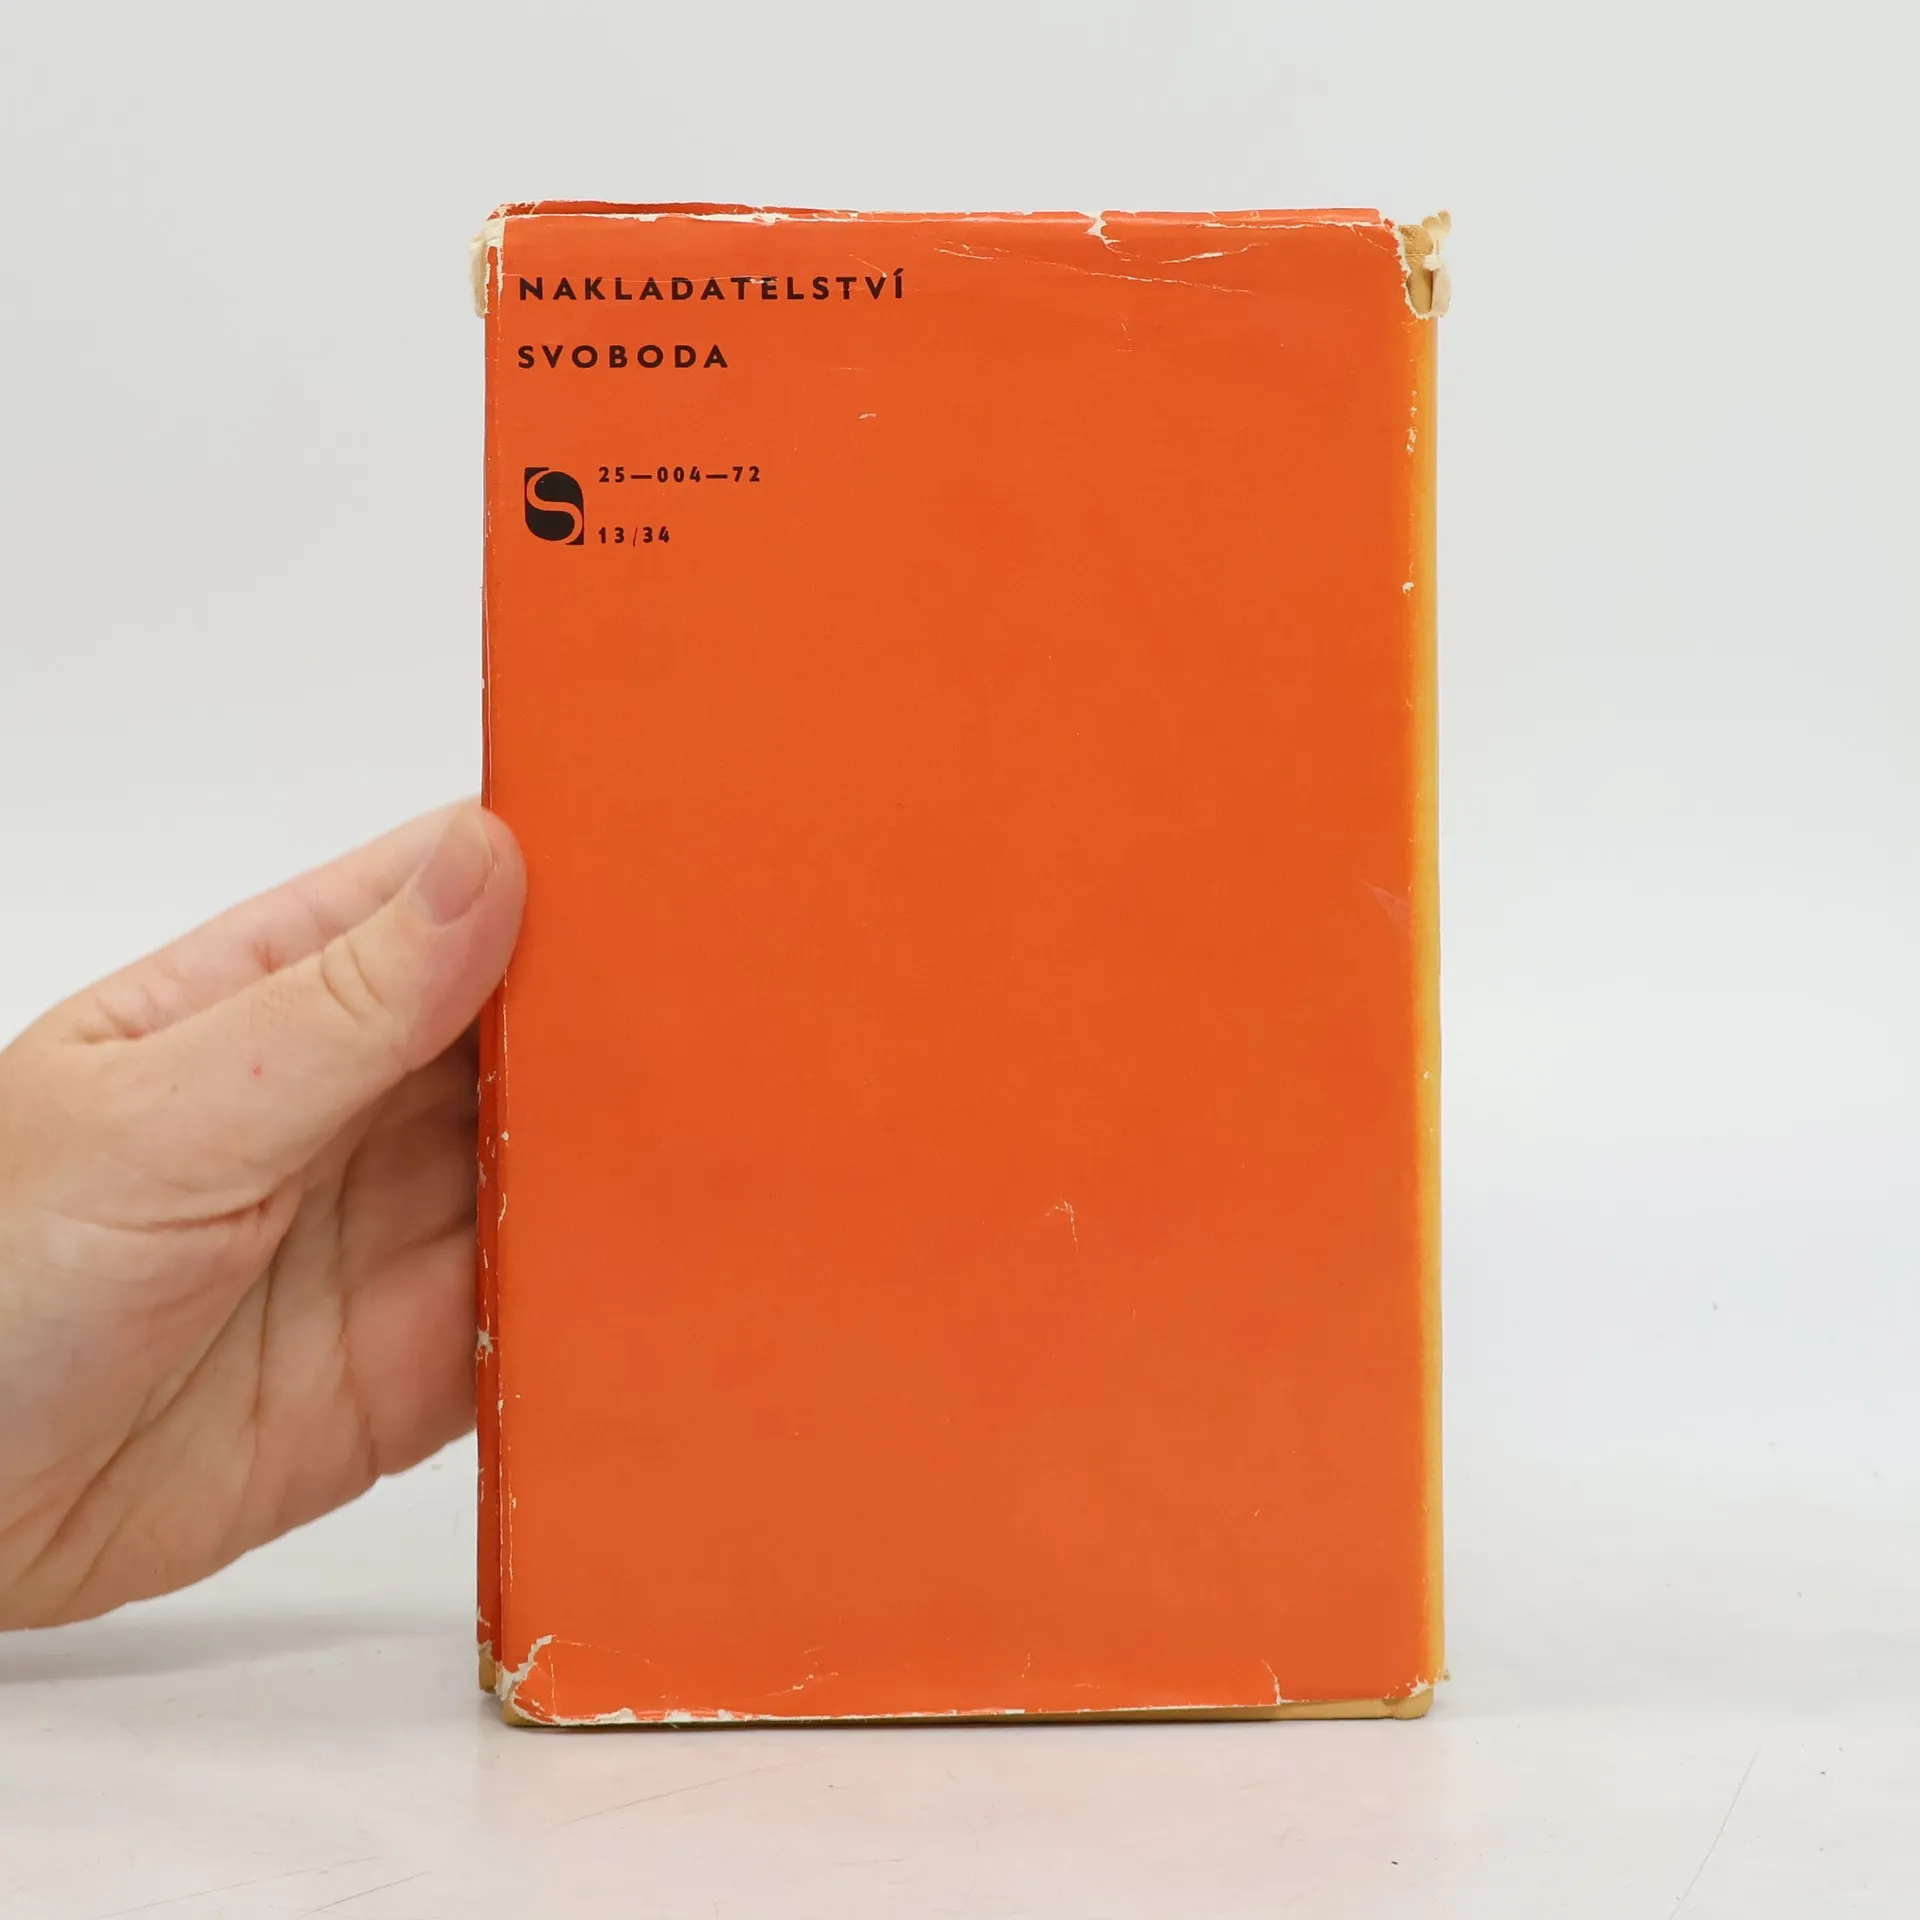 NAKLADATELSTVÍ
SVOBODA
S
25—004—72
13/34